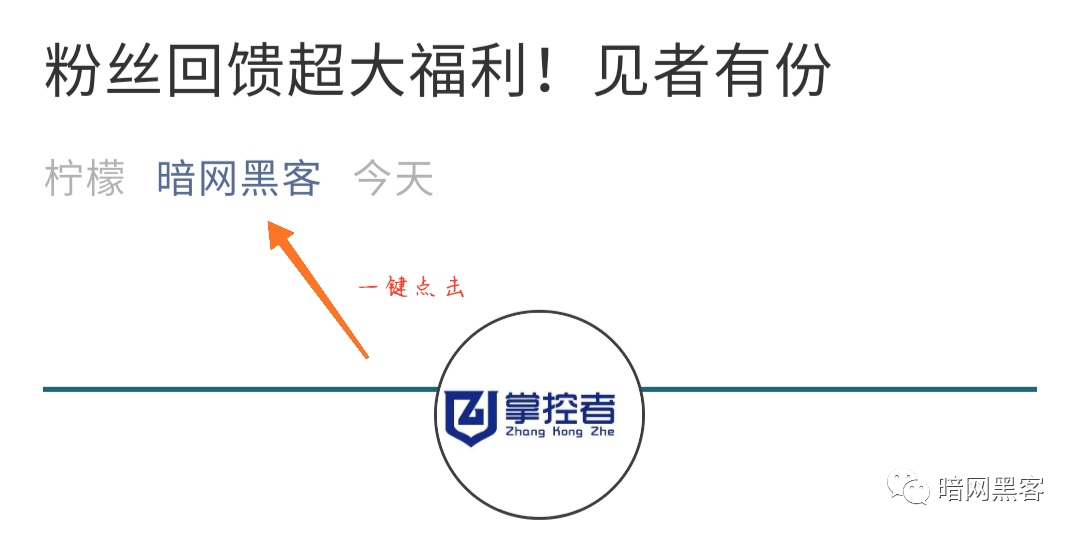 粉丝回馈超大福利！见者有份
柠檬 暗网黑客 今天
一键点击
掌控者
Zhang Kong Zhe
暗网黑客